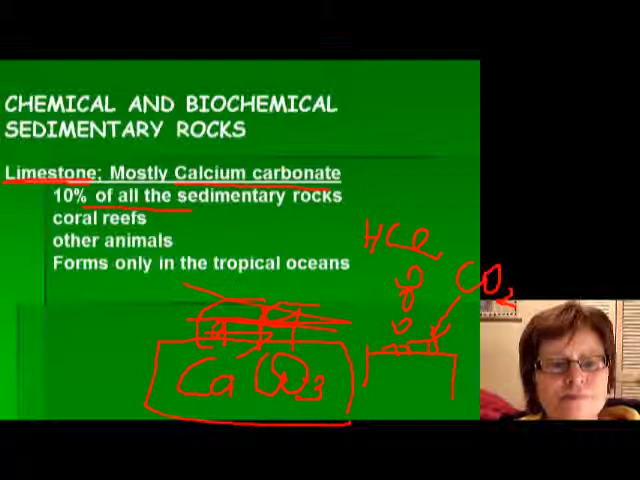 CHEMICAL AND BIOCHEMICAL
SEDIMENTARY ROCKS
Limestone; Mostly Calcium carbonate
10% of all the sedimentary rocks
coral reefs
other animals
Forms only in the tropical oceans
HCl
CO2
CaCO3